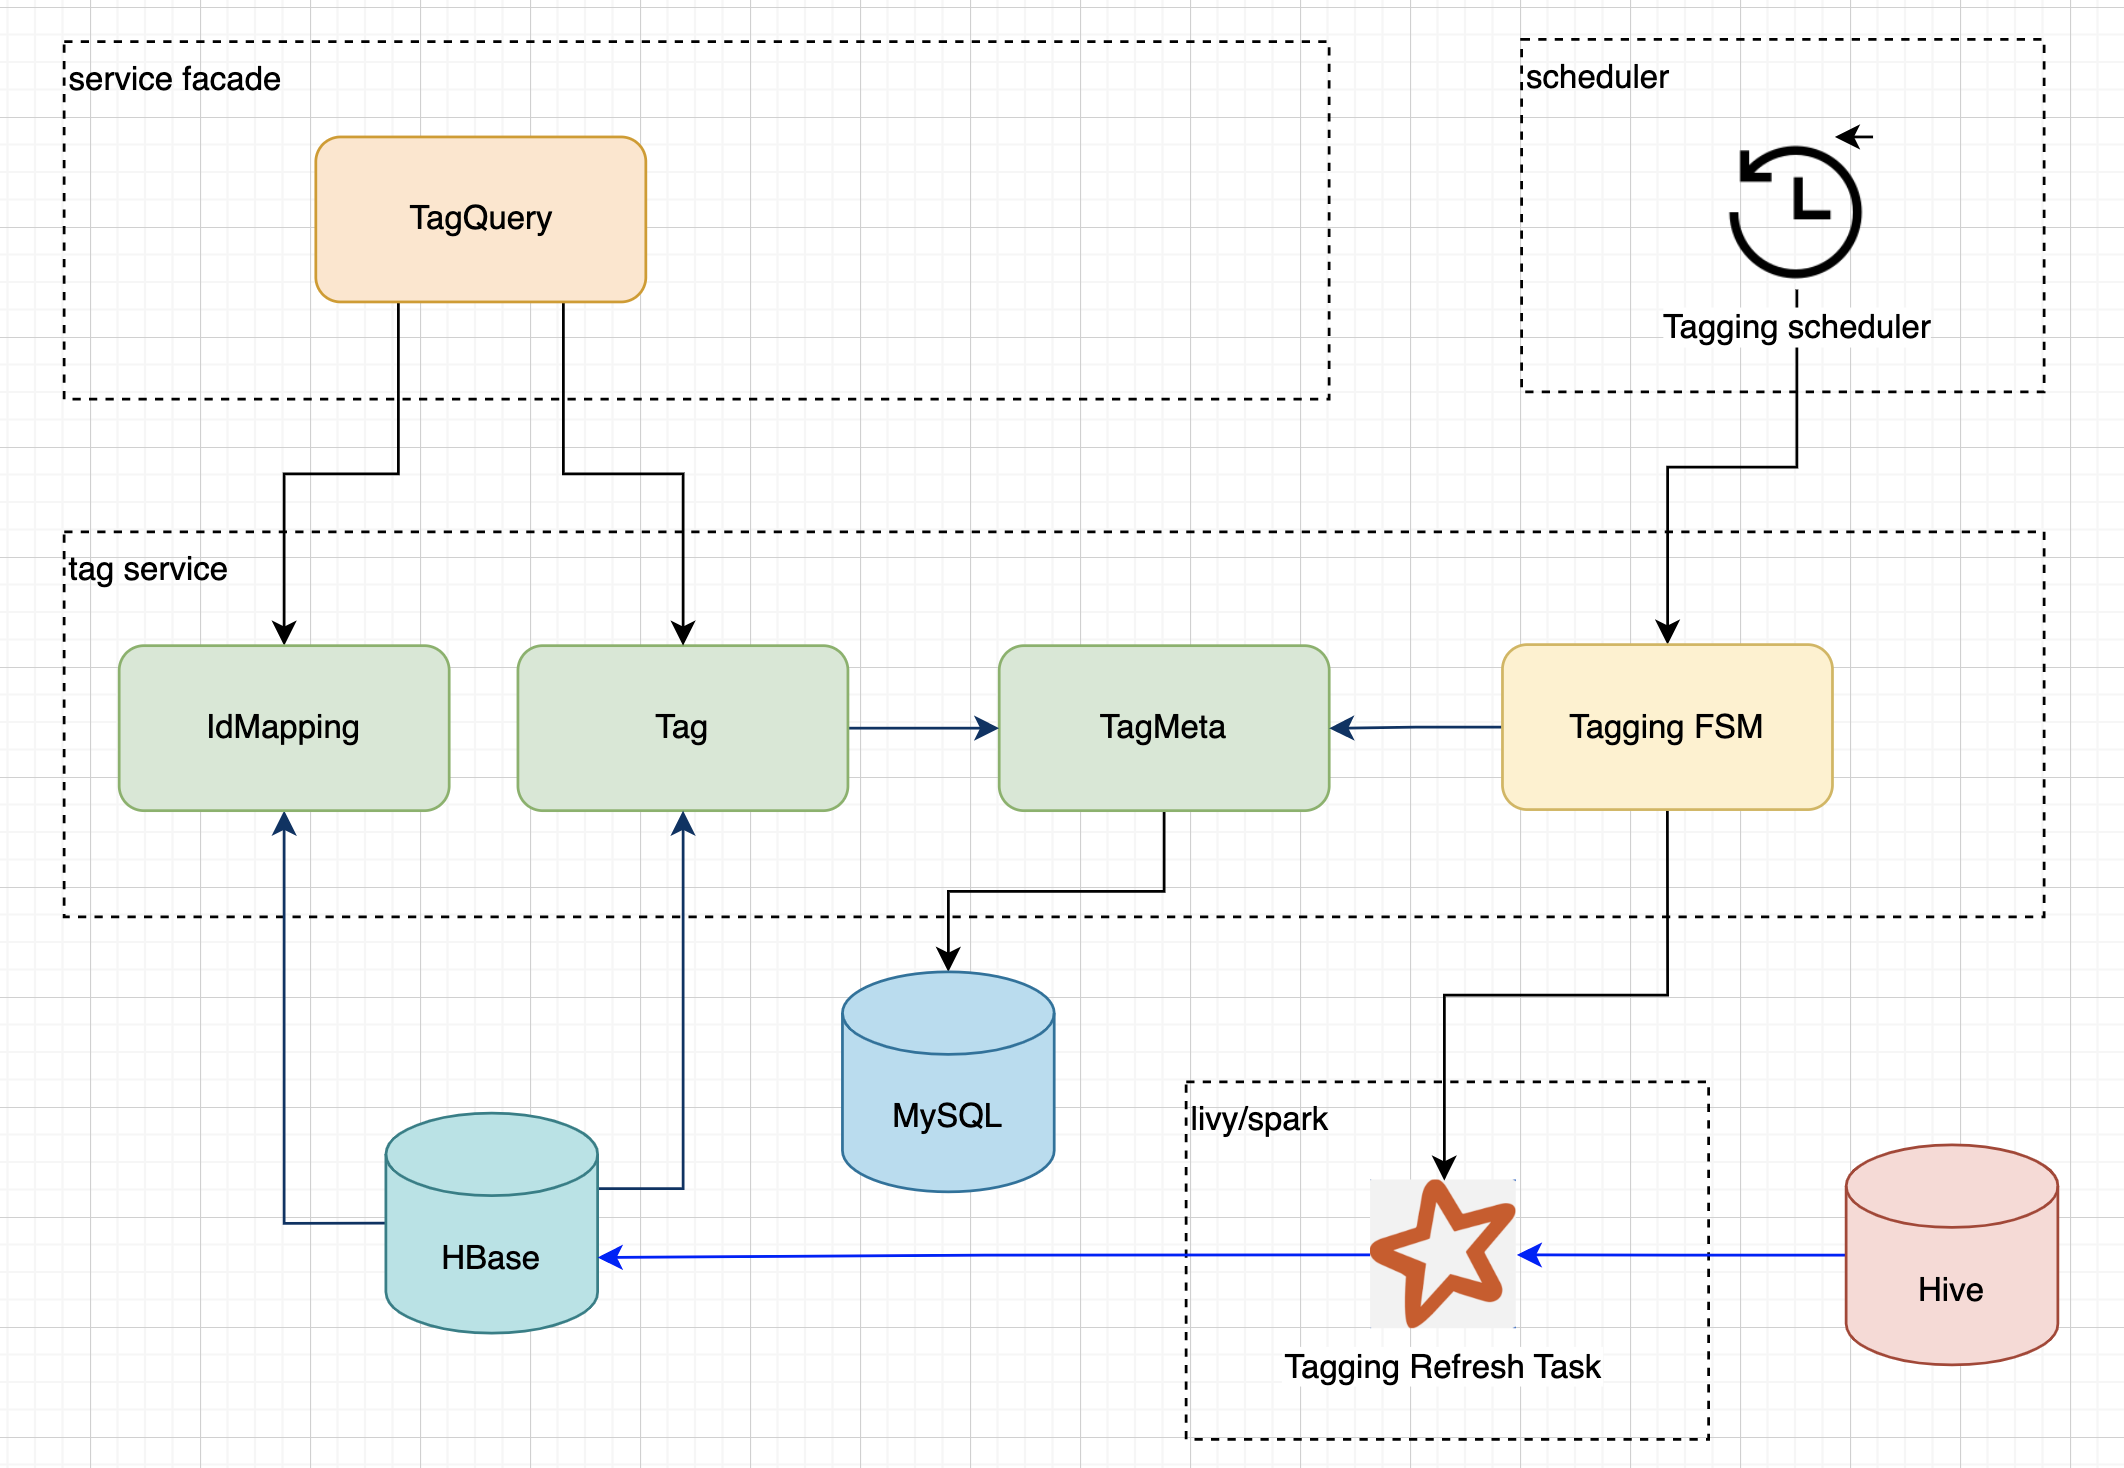 service facade
scheduler
TagQuery
Tagging scheduler
tag service
IdMapping
Tag
TagMeta
Tagging FSM
MySQL
livy/spark
HBase
Hive
Tagging Refresh Task